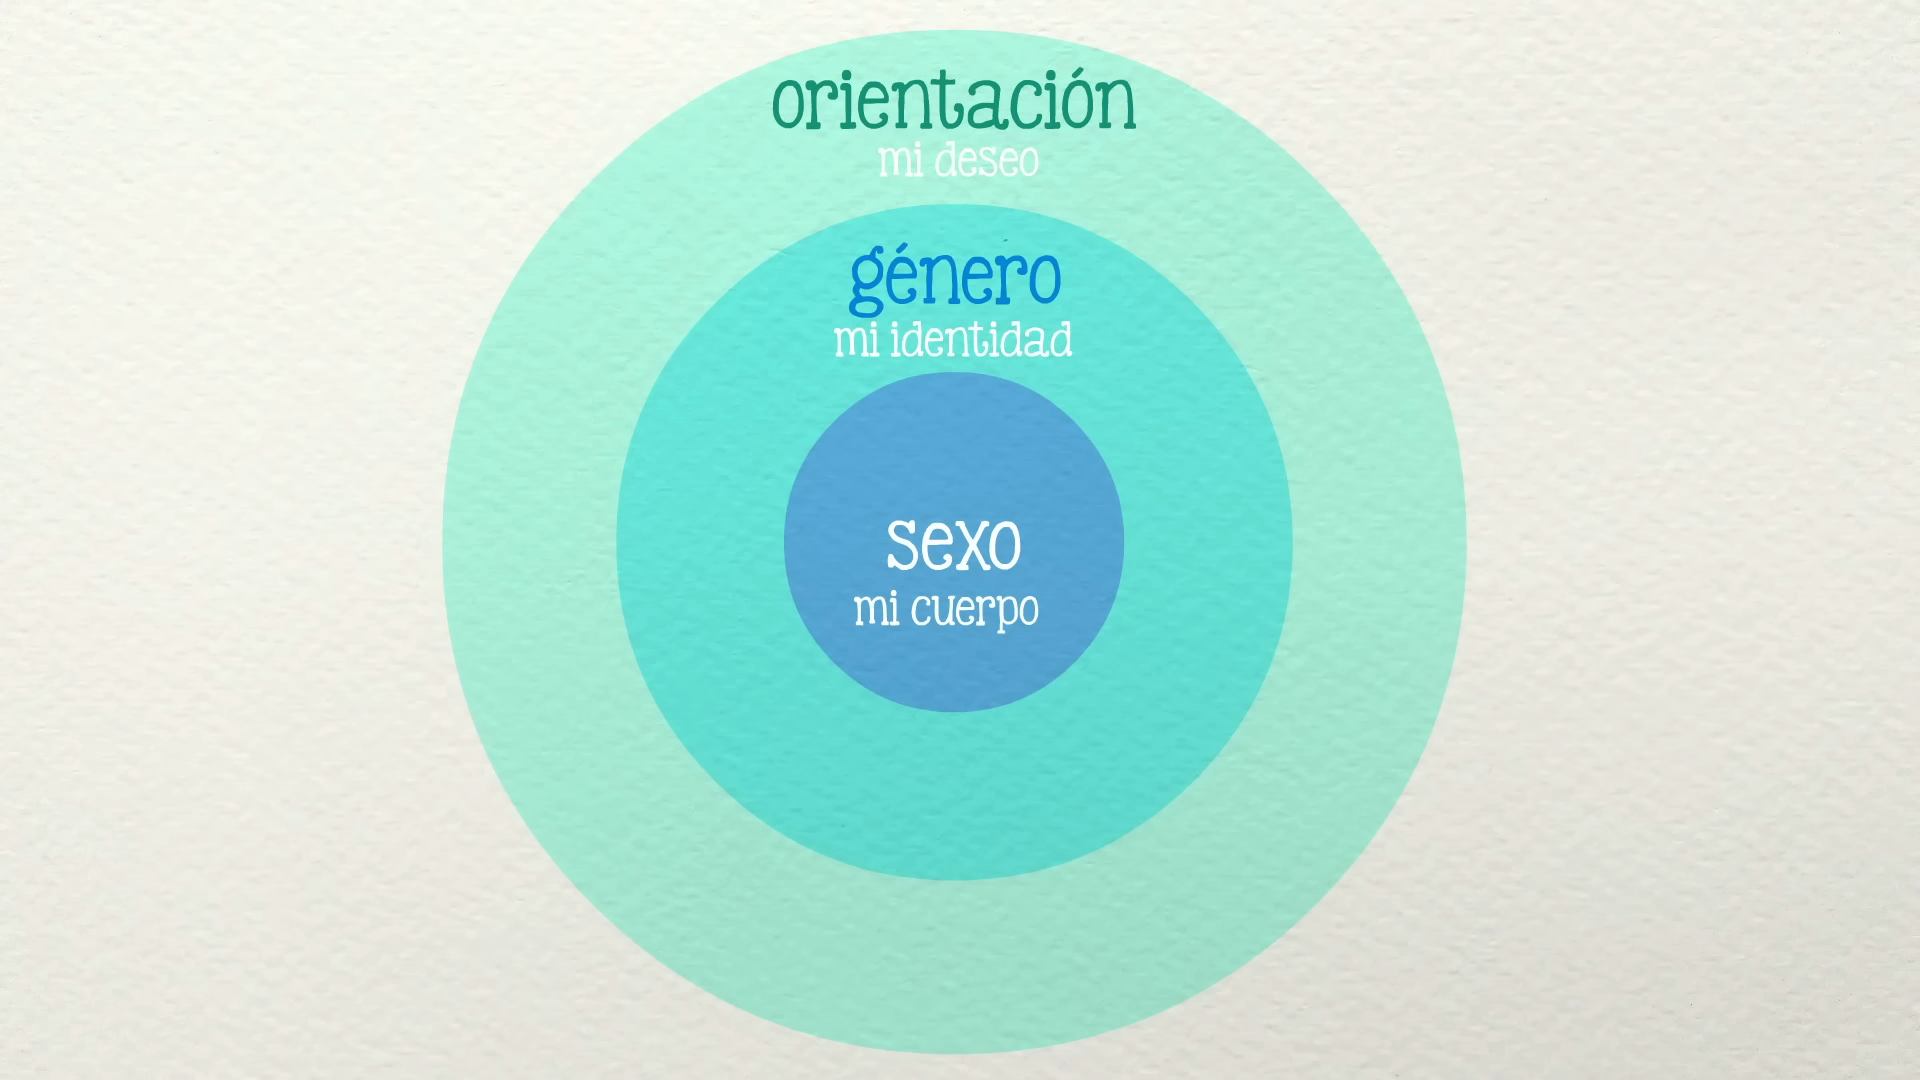 orientación
mi deseo
género
mi identidad
sexo
mi cuerpo